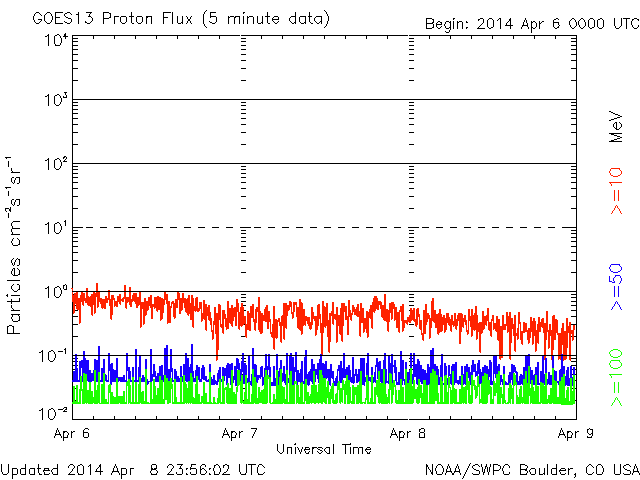 GOES13 Proton Flux (5 minute data)
Begin: 2014 Apr 6 0000 UTC
10⁴
10³
10²
10¹
10⁰
10⁻¹
10⁻²
Particles cm⁻²s⁻¹sr⁻¹
MeV
>=10
>=50
>=100
Apr 6
Apr 7
Apr 8
Apr 9
Universal Time
Updated 2014 Apr 8 23:56:02 UTC
NOAA/SWPC Boulder, CO USA